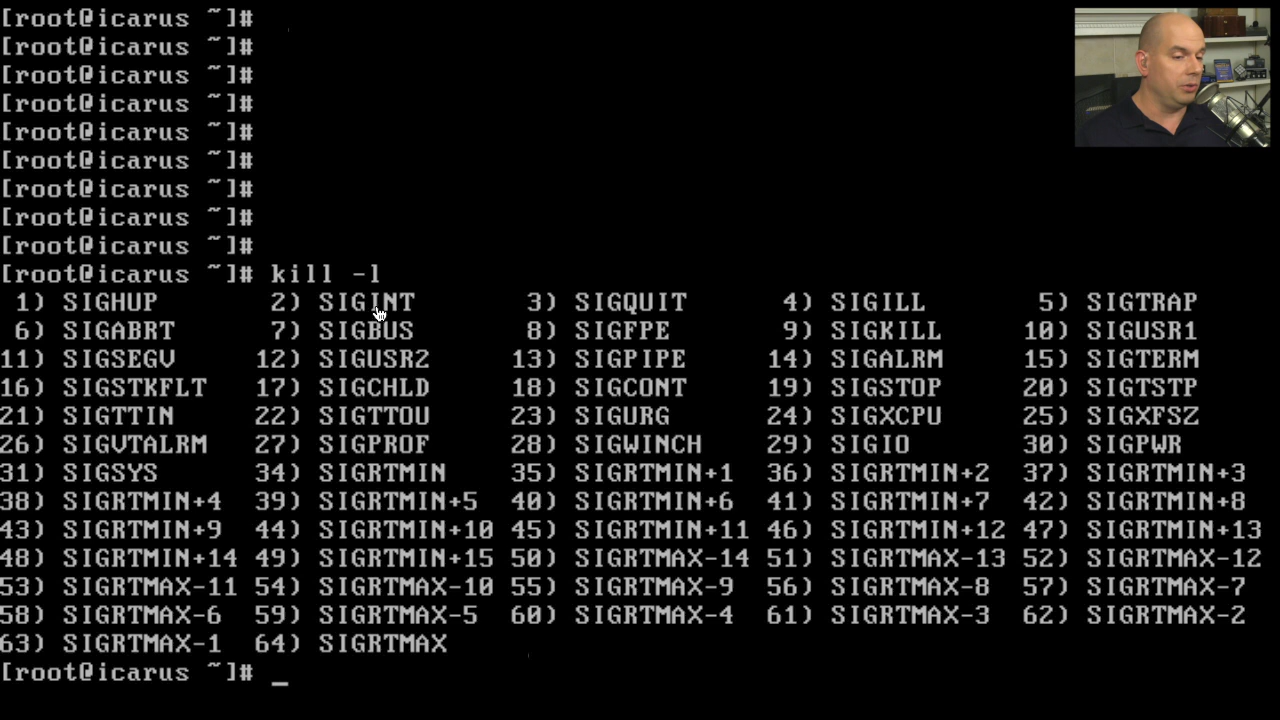 [root@icarus ~]#
[root@icarus ~]#
[root@icarus ~]#
[root@icarus ~]#
[root@icarus ~]#
[root@icarus ~]#
[root@icarus ~]#
[root@icarus ~]#
[root@icarus ~]#
[root@icarus ~]# kill -l
1) SIGHUP 2) SIGINT 3) SIGQUIT 4) SIGILL 5) SIGTRAP
6) SIGABRT 7) SIGBUS 8) SIGFPE 9) SIGKILL 10) SIGUSR1
11) SIGSEGV 12) SIGUSR2 13) SIGPIPE 14) SIGALRM 15) SIGTERM
16) SIGSTKFLT 17) SIGCHLD 18) SIGCONT 19) SIGSTOP 20) SIGTSTP
21) SIGTTIN 22) SIGTTOU 23) SIGURG 24) SIGXCPU 25) SIGXFSZ
26) SIGVTALRM 27) SIGPROF 28) SIGWINCH 29) SIGIO 30) SIGPWR
31) SIGSYS 34) SIGRTMIN 35) SIGRTMIN+1 36) SIGRTMIN+2 37) SIGRTMIN+3
38) SIGRTMIN+4 39) SIGRTMIN+5 40) SIGRTMIN+6 41) SIGRTMIN+7 42) SIGRTMIN+8
43) SIGRTMIN+9 44) SIGRTMIN+10 45) SIGRTMIN+11 46) SIGRTMIN+12 47) SIGRTMIN+13
48) SIGRTMIN+14 49) SIGRTMIN+15 50) SIGRTMAX-14 51) SIGRTMAX-13 52) SIGRTMAX-12
53) SIGRTMAX-11 54) SIGRTMAX-10 55) SIGRTMAX-9 56) SIGRTMAX-8 57) SIGRTMAX-7
58) SIGRTMAX-6 59) SIGRTMAX-5 60) SIGRTMAX-4 61) SIGRTMAX-3 62) SIGRTMAX-2
63) SIGRTMAX-1 64) SIGRTMAX
[root@icarus ~]# _